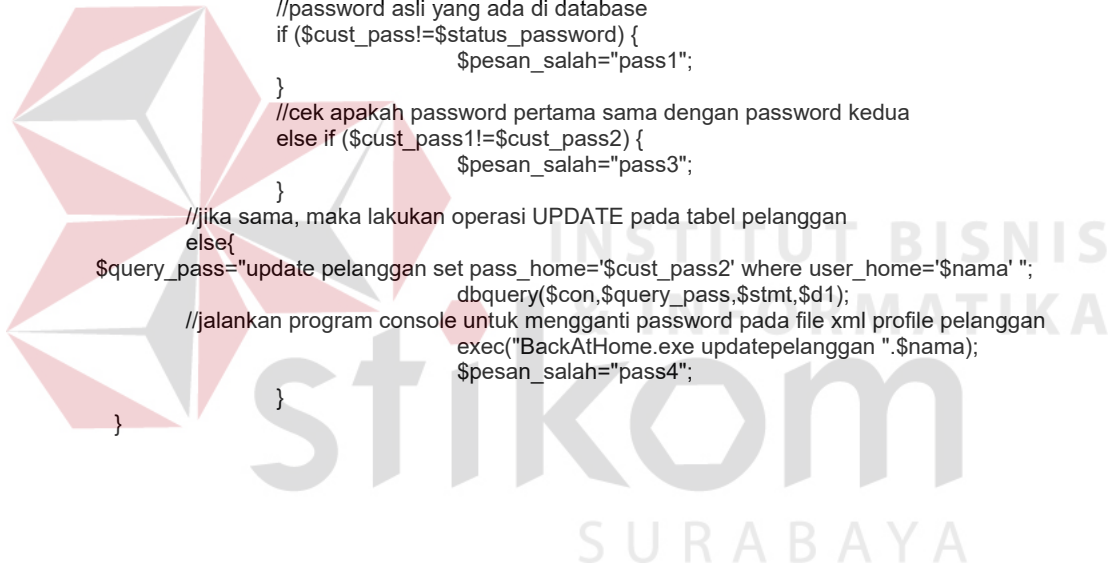 //password asli yang ada di database
if ($cust_pass!=$status_password) {
$pesan_salah="pass1";
}
//cek apakah password pertama sama dengan password kedua
else if ($cust_pass1!=$cust_pass2) {
$pesan_salah="pass3";
}
//jika sama, maka lakukan operasi UPDATE pada tabel pelanggan
else{
$query_pass="update pelanggan set pass_home='$cust_pass2' where user_home='$nama' ";
dbquery($con,$query_pass,$stmt,$d1);
//jalankan program console untuk mengganti password pada file xml profile pelanggan
exec("BackAtHome.exe updatepelanggan ".$nama);
$pesan_salah="pass4";
}
}
INSTITUT BISNIS
& INFORMATIKA
stikom
SURABAYA